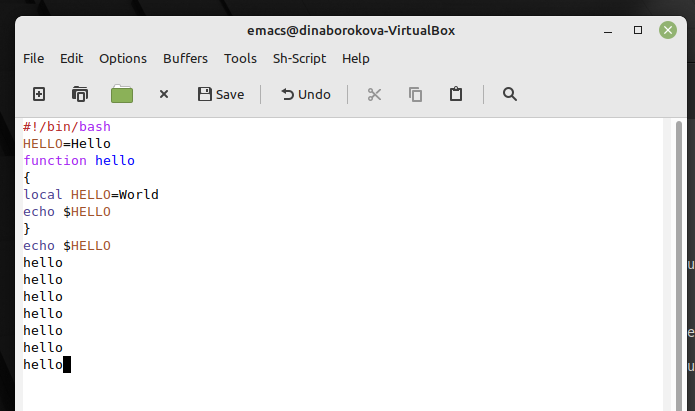 emacs@dinaborokova-VirtualBox
File Edit Options Buffers Tools Sh-Script Help
Save Undo
#!/bin/bash
HELLO=Hello
function hello
{
local HELLO=World
echo $HELLO
}
echo $HELLO
hello
hello
hello
hello
hello
hello
hello
u
e
u